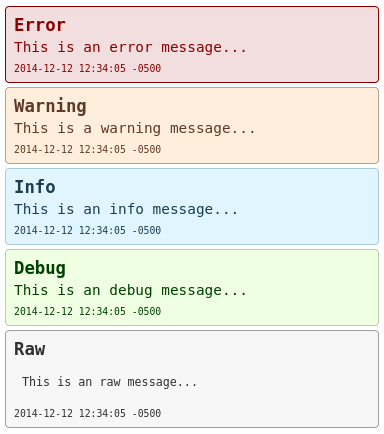 Error
This is an error message...
2014-12-12 12:34:05 -0500
Warning
This is a warning message...
2014-12-12 12:34:05 -0500
Info
This is an info message...
2014-12-12 12:34:05 -0500
Debug
This is an debug message...
2014-12-12 12:34:05 -0500
Raw
This is an raw message...
2014-12-12 12:34:05 -0500